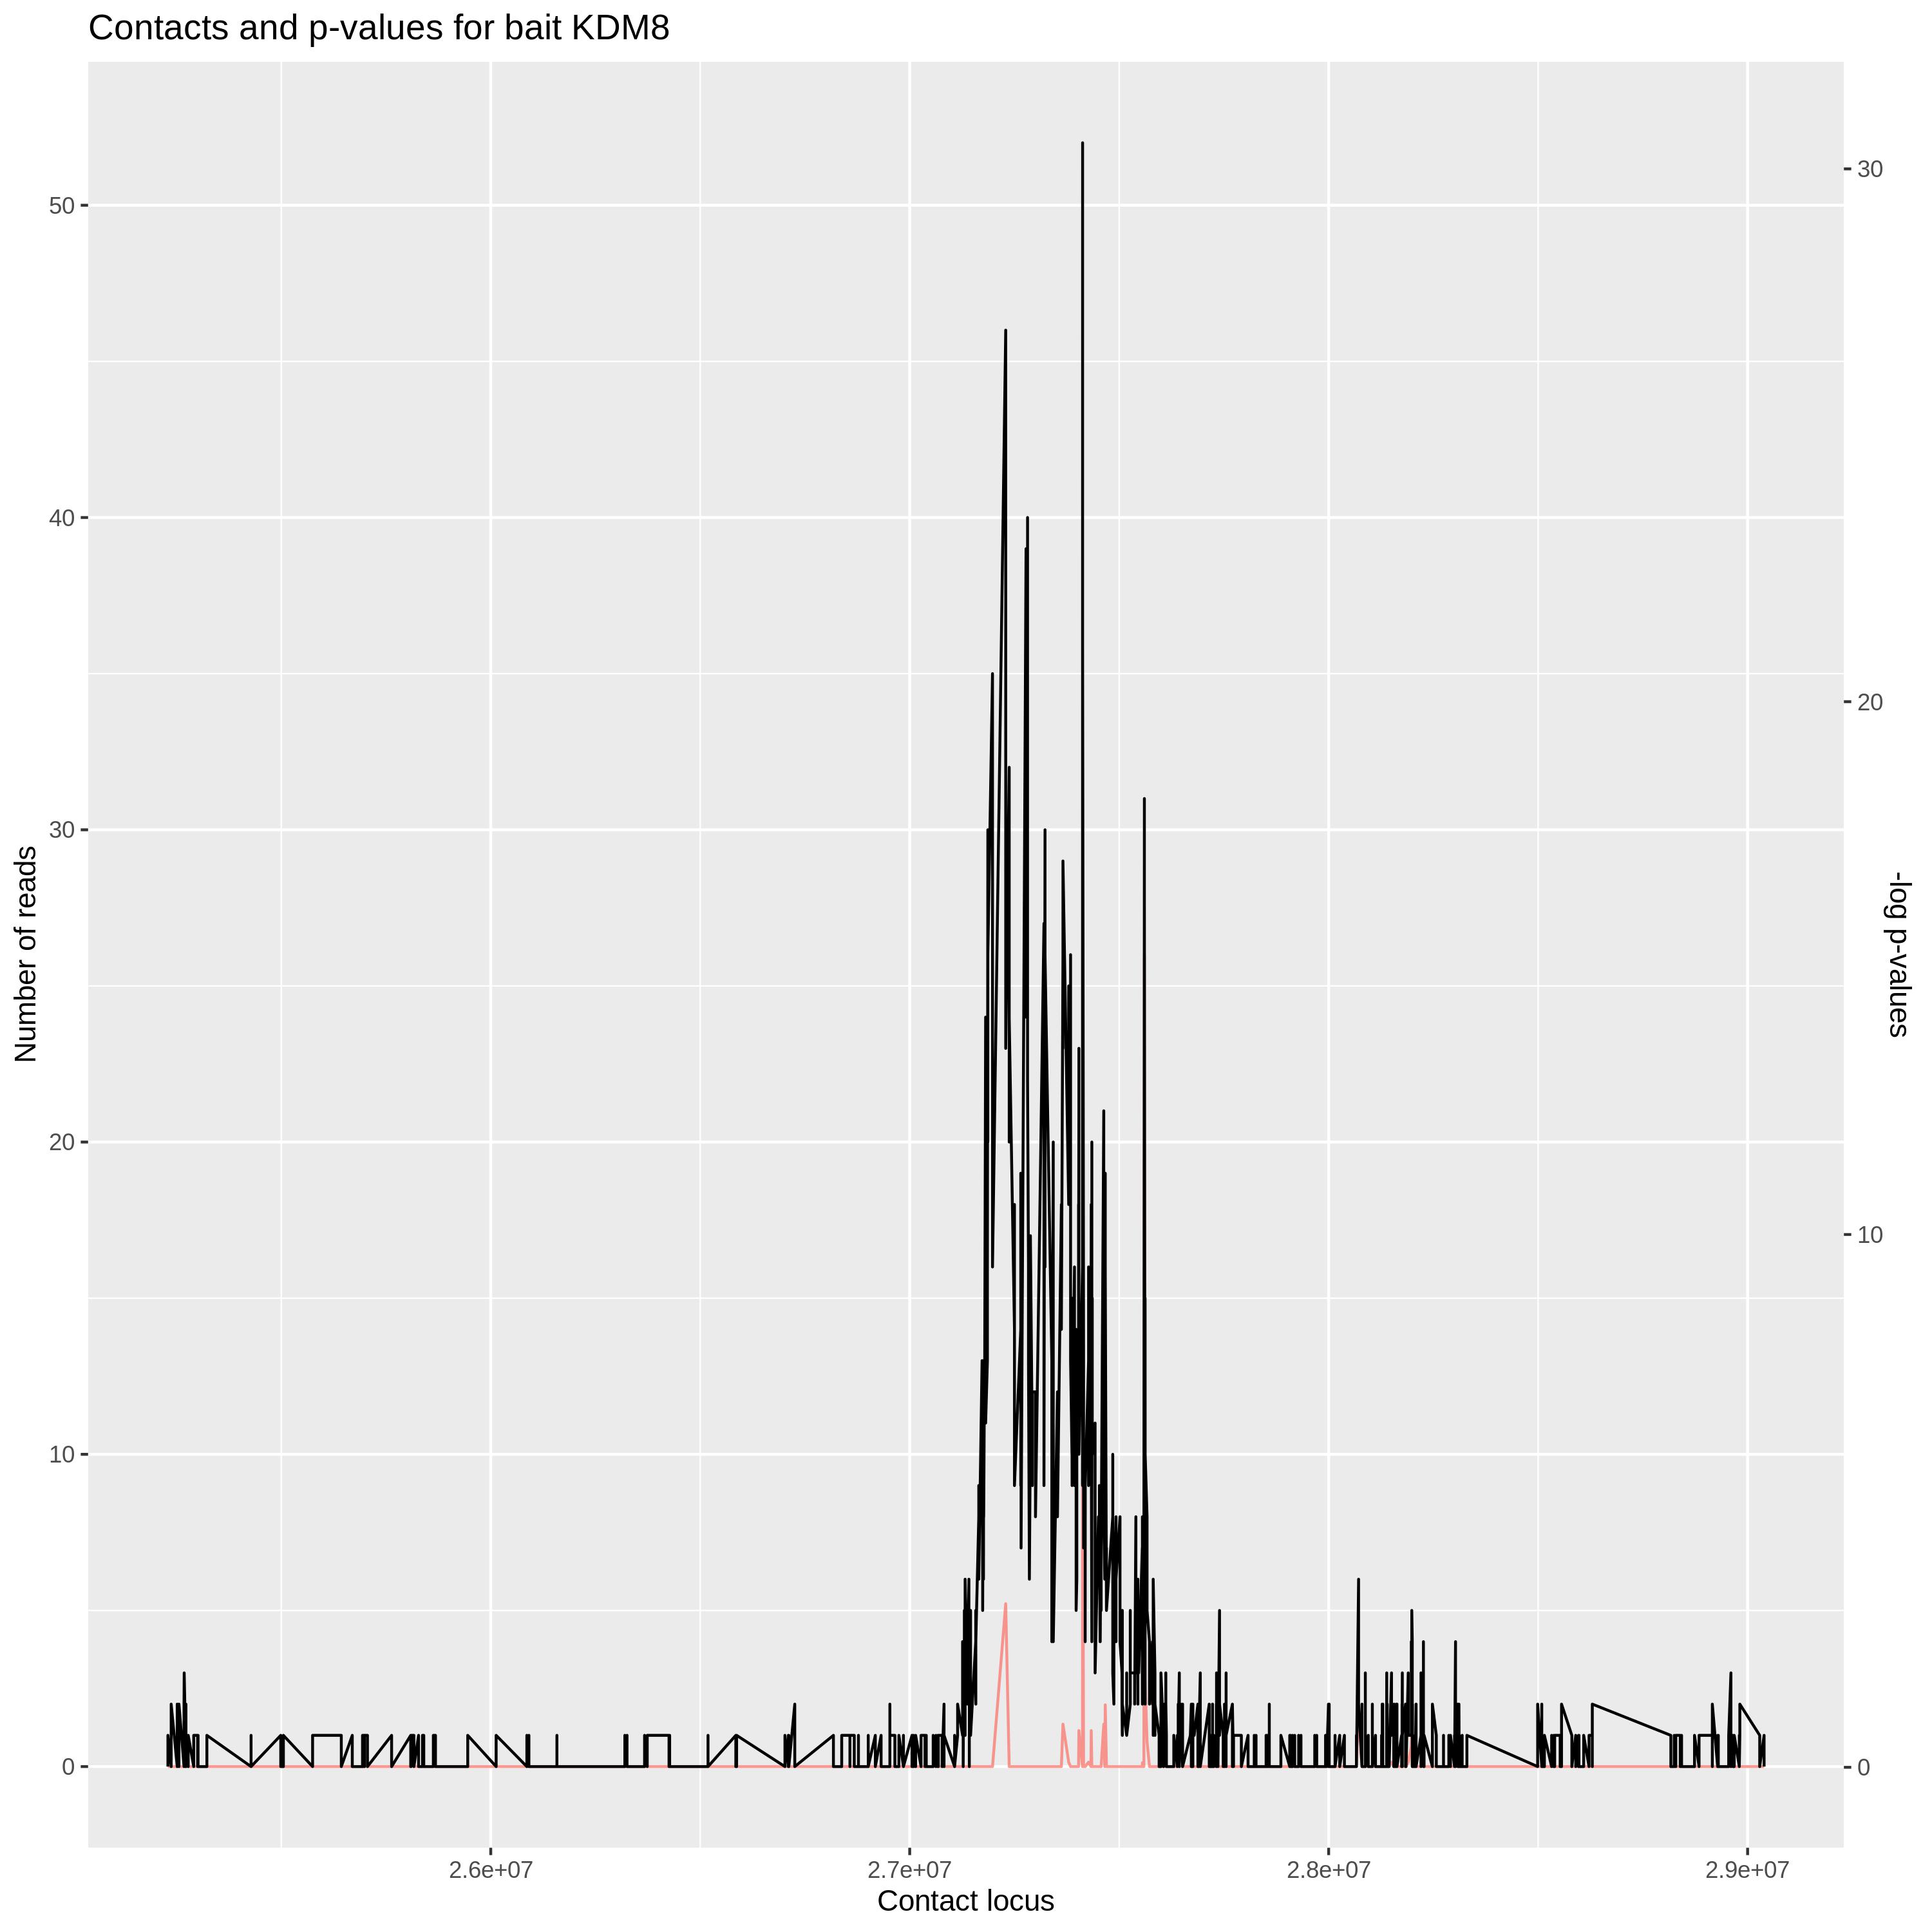 Contacts and p-values for bait KDM8
50
40
30
20
10
0
Number of reads
30
20
10
0
-log p-values
2.6e+07 2.7e+07 2.8e+07 2.9e+07
Contact locus